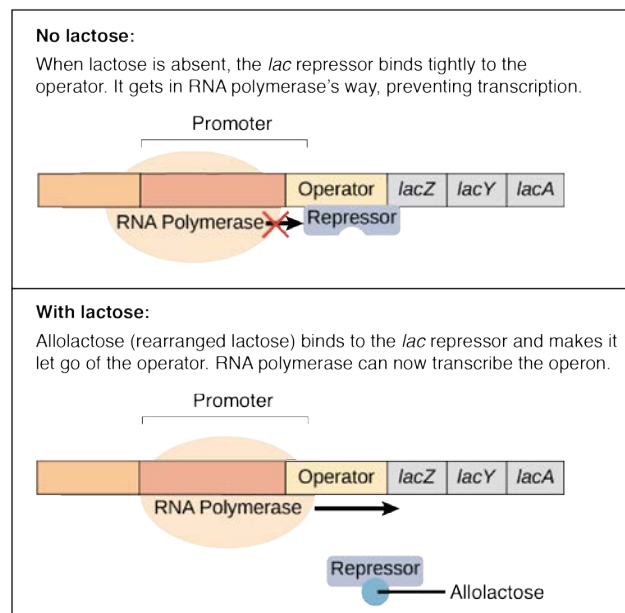 No lactose:
When lactose is absent, the lac repressor binds tightly to the
operator. It gets in RNA polymerase's way, preventing transcription.
Promoter
Operator lacZ lacY lacA
RNA Polymerase Repressor
With lactose:
Allolactose (rearranged lactose) binds to the lac repressor and makes it
let go of the operator. RNA polymerase can now transcribe the operon.
Promoter
Operator lacZ lacY lacA
RNA Polymerase
Repressor
Allolactose